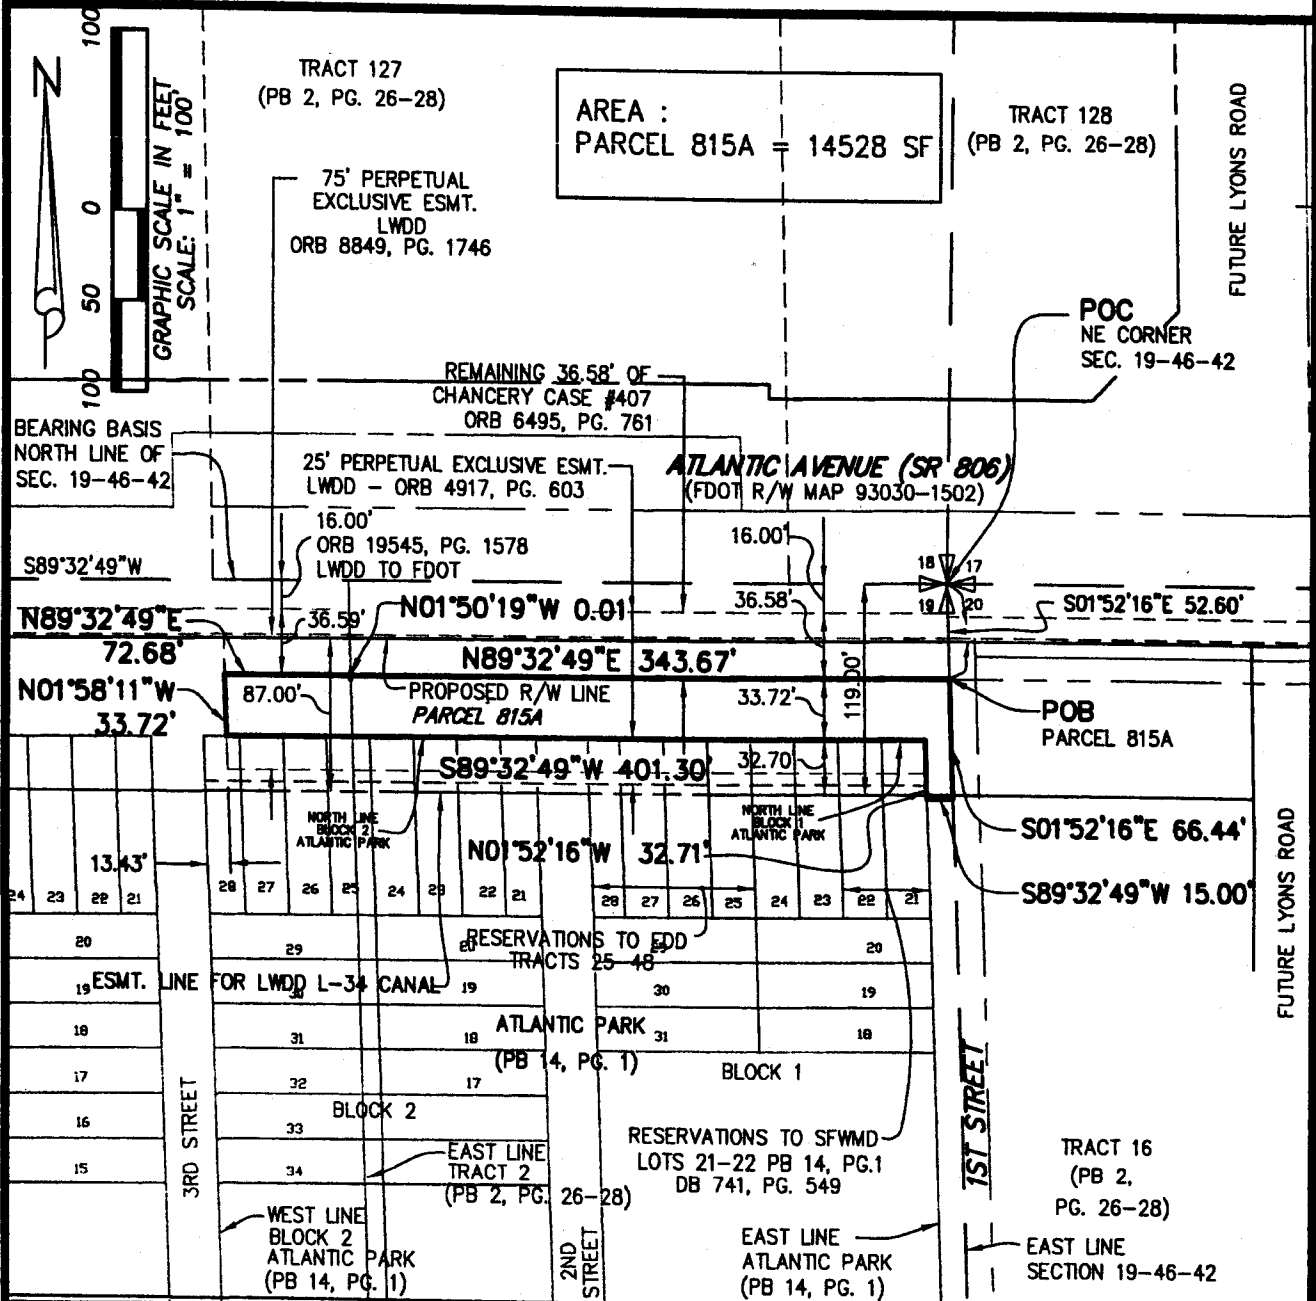 N
100
0
50
100
GRAPHIC SCALE IN FEET
SCALE: 1" = 100'
TRACT 127
(PB 2, PG. 26-28)
AREA :
PARCEL 815A = 14528 SF
TRACT 128
(PB 2, PG. 26-28)
FUTURE LYONS ROAD
75' PERPETUAL
EXCLUSIVE ESMT.
LWDD
ORB 8849, PG. 1746
POC
NE CORNER
SEC. 19-46-42
REMAINING 36.58' OF
CHANCERY CASE #407
ORB 6495, PG. 761
BEARING BASIS
NORTH LINE OF
SEC. 19-46-42
25' PERPETUAL EXCLUSIVE ESMT.
LWDD - ORB 4917, PG. 603
ATLANTIC AVENUE (SR 806)
(FDOT R/W MAP 93030-1502)
16.00'
ORB 19545, PG. 1578
LWDD TO FDOT
16.00'
S89°32'49"W
18 17
19 20
N89°32'49"E
72.68'
36.59'
N01°50'19"W 0.01'
36.58'
S01°52'16"E 52.60'
N89°32'49"E 343.67'
N01°58'11"W
33.72'
87.00'
PROPOSED R/W LINE
PARCEL 815A
33.72'
119.00'
POB
PARCEL 815A
S89°32'49"W 401.30'
32.70'
NORTH LINE
BLOCK 2
ATLANTIC PARK
NORTH LINE
BLOCK 1
ATLANTIC PARK
S01°52'16"E 66.44'
N01°52'16"W 32.71'
13.43'
S89°32'49"W 15.00'
24 23 22 21
28 27 26 25 24 23 22 21
28 27 26 25 24 23 22 21
FUTURE LYONS ROAD
20
29
20
RESERVATIONS TO EDD
TRACTS 25-48
29
20
19
ESMT. LINE FOR LWDD L-34 CANAL
30
19
30
19
18
31
18
ATLANTIC PARK
(PB 14, PG. 1)
31
18
17
32
17
BLOCK 1
BLOCK 2
16
33
15
34
3RD STREET
EAST LINE
TRACT 2
(PB 2, PG. 26-28)
RESERVATIONS TO SFWMD
LOTS 21-22 PB 14, PG.1
DB 741, PG. 549
1ST STREET
TRACT 16
(PB 2,
PG. 26-28)
WEST LINE
BLOCK 2
ATLANTIC PARK
(PB 14, PG. 1)
2ND
STREET
EAST LINE
ATLANTIC PARK
(PB 14, PG. 1)
EAST LINE
SECTION 19-46-42